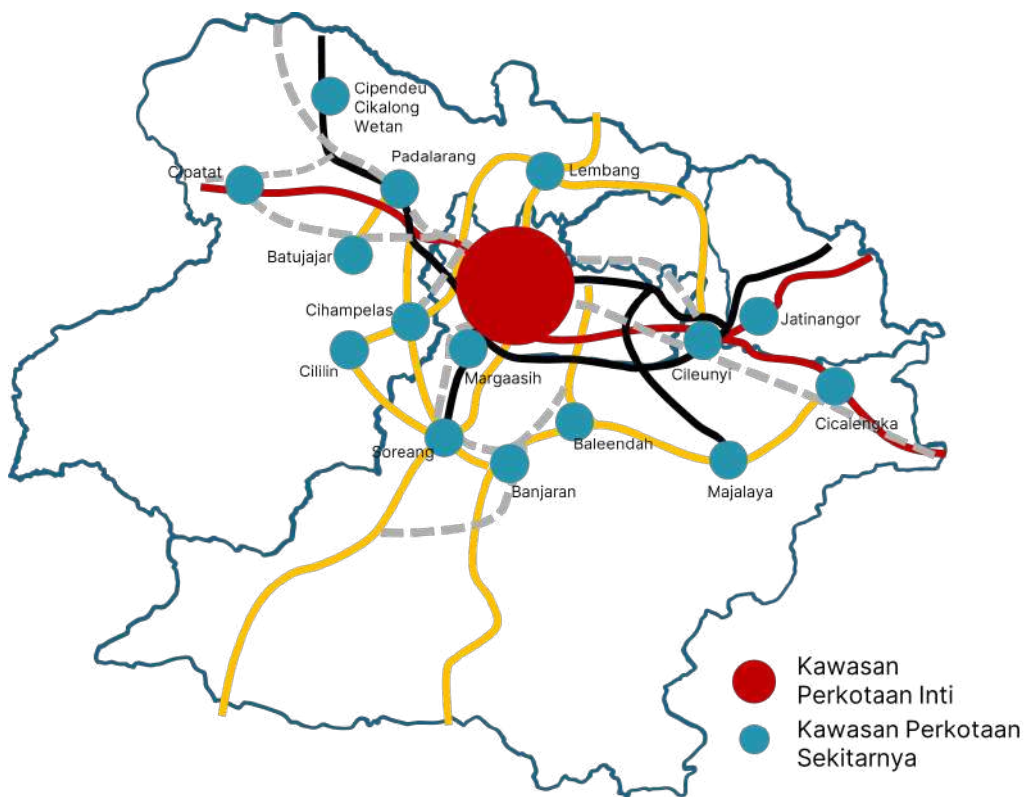 Cipendeu
Cikalong
Wetan
Padalarang
Cipatat
Lembang
Batujajar
Cihampelas
Jatinangor
Cililin
Margaasih
Cileunyi
Cicalengka
Soreang
Baleendah
Banjaran
Majalaya
Kawasan
Perkotaan Inti
Kawasan Perkotaan
Sekitarnya